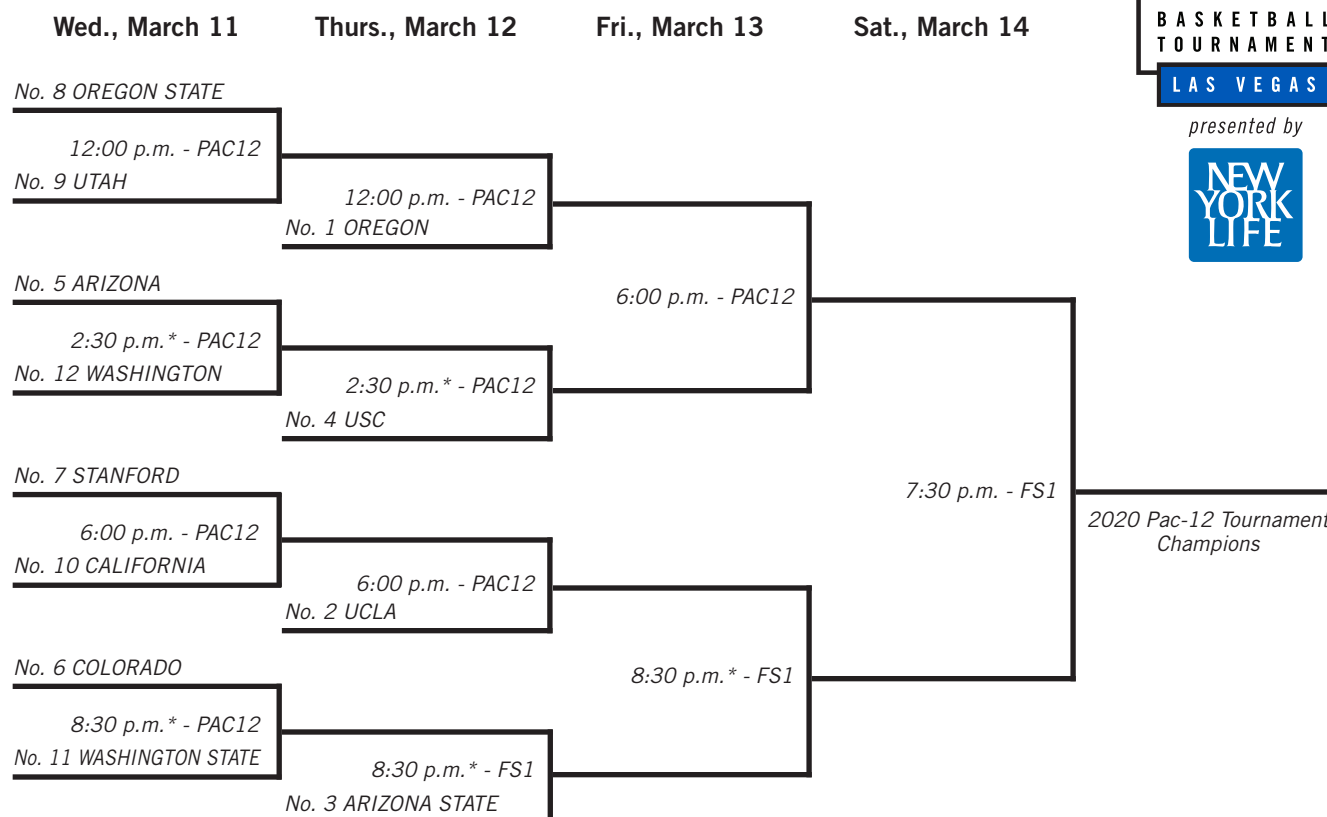 Wed., March 11
Thurs., March 12
Fri., March 13
Sat., March 14
BASKETBALL
TOURNAMENT
LAS VEGAS
presented by
NEW
YORK
LIFE
No. 8 OREGON STATE
12:00 p.m. - PAC12
No. 9 UTAH
12:00 p.m. - PAC12
No. 1 OREGON
No. 5 ARIZONA
2:30 p.m.* - PAC12
No. 12 WASHINGTON
2:30 p.m.* - PAC12
No. 4 USC
6:00 p.m. - PAC12
No. 7 STANFORD
6:00 p.m. - PAC12
No. 10 CALIFORNIA
6:00 p.m. - PAC12
No. 2 UCLA
No. 6 COLORADO
8:30 p.m.* - PAC12
No. 11 WASHINGTON STATE
8:30 p.m.* - FS1
No. 3 ARIZONA STATE
8:30 p.m.* - FS1
7:30 p.m. - FS1
2020 Pac-12 Tournament
Champions